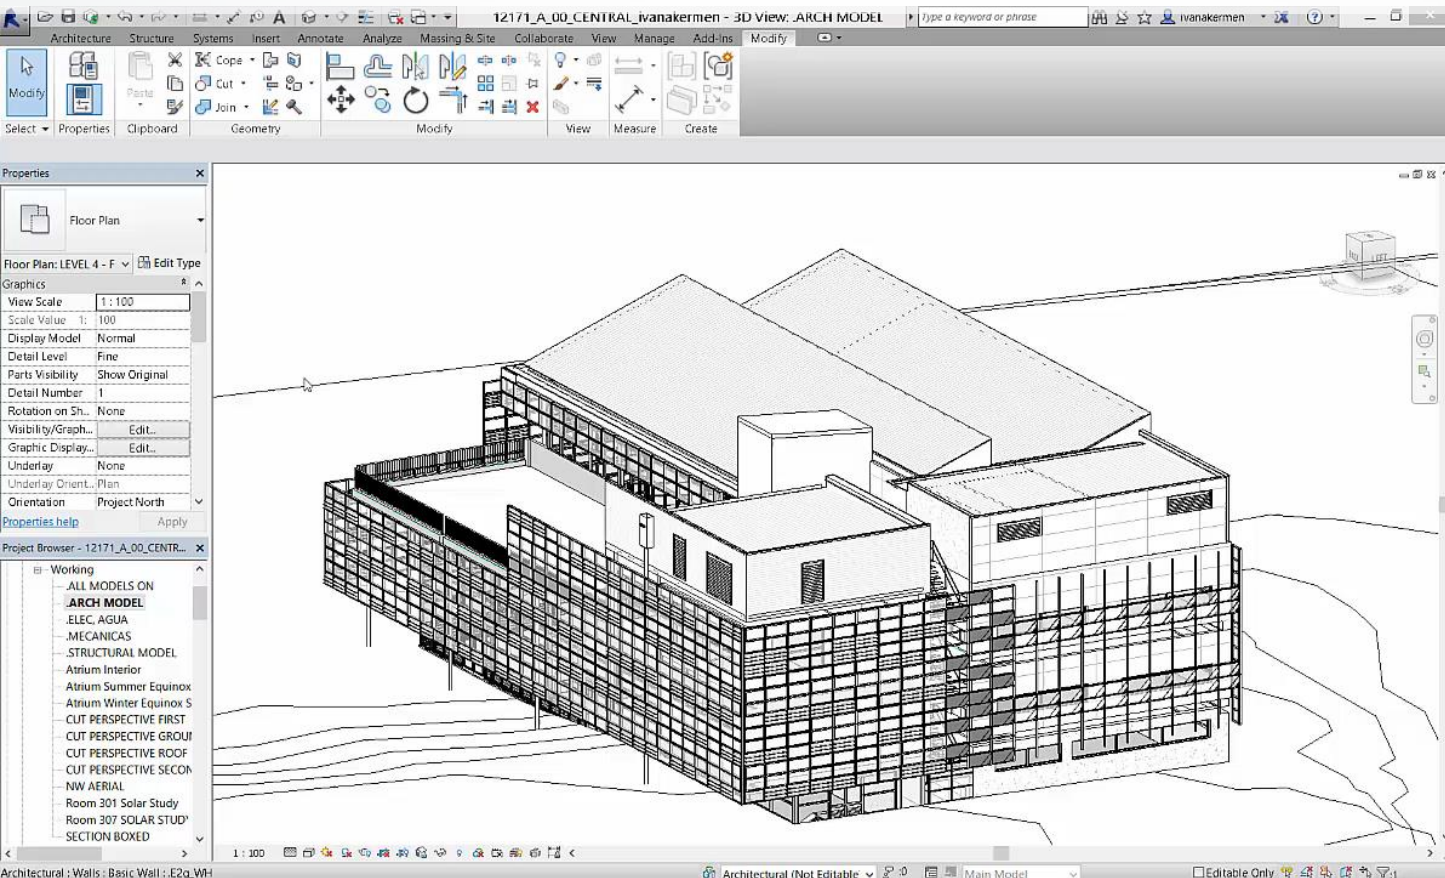 12171_A_00_CENTRAL_ivanakermen - 3D View: .ARCH MODEL
Type a keyword or phrase
ivanakermen
Architecture Structure Systems Insert Annotate Analyze Massing & Site Collaborate View Manage Add-Ins Modify
Modify
Paste
Cope
Cut
Join
Select Properties Clipboard Geometry Modify View Measure Create
Properties
Floor Plan
Floor Plan: LEVEL 4 - F Edit Type
Graphics
View Scale 1 : 100
Scale Value 1: 100
Display Model Normal
Detail Level Fine
Parts Visibility Show Original
Detail Number 1
Rotation on Sh... None
Visibility/Graph... Edit...
Graphic Display... Edit...
Underlay None
Underlay Orient... Plan
Orientation Project North
Properties help Apply
Project Browser - 12171_A_00_CENTR...
Working
.ALL MODELS ON
.ARCH MODEL
.ELEC, AGUA
.MECANICAS
.STRUCTURAL MODEL
Atrium Interior
Atrium Summer Equinox
Atrium Winter Equinox S
CUT PERSPECTIVE FIRST
CUT PERSPECTIVE GROUN
CUT PERSPECTIVE ROOF
CUT PERSPECTIVE SECON
NW AERIAL
Room 301 Solar Study
Room 307 SOLAR STUD
SECTION BOXED
LEFT
1 : 100
Architectural : Walls : Basic Wall : .E2g_WH
Architectural (Not Editable
:0
Main Model
Editable Only
:1